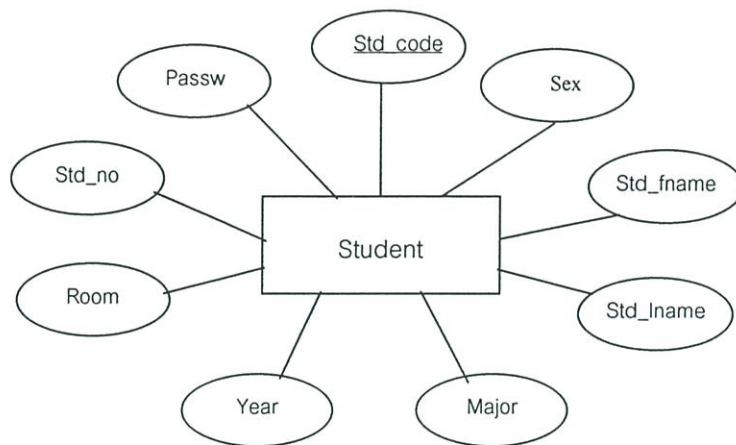 Std_code
Passw
Sex
Std_no
Std_fname
Student
Room
Std_lname
Year
Major